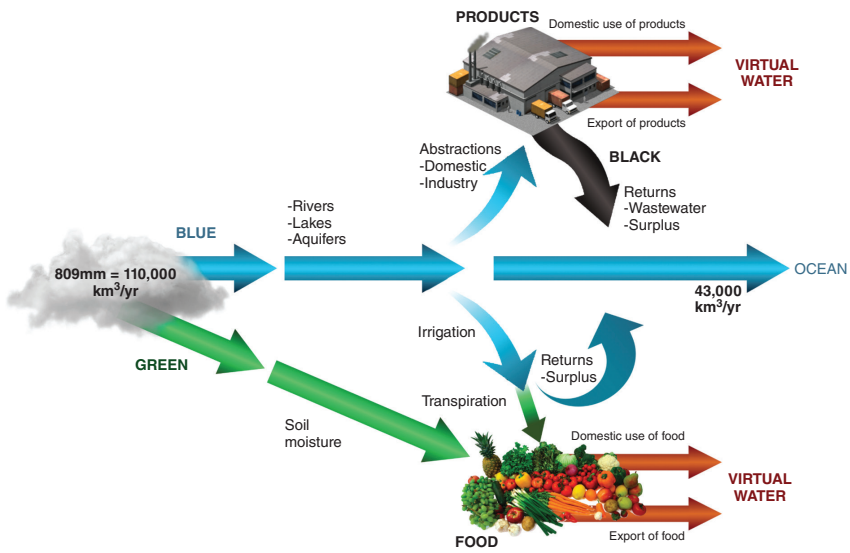 PRODUCTS
Domestic use of products
VIRTUAL
WATER
Export of products
Abstractions
-Domestic
-Industry
BLACK
Returns
-Wastewater
-Surplus
-Rivers
-Lakes
-Aquifers
BLUE
809mm = 110,000
km³/yr
OCEAN
43,000
km³/yr
GREEN
Irrigation
Returns
-Surplus
Transpiration
Soil
moisture
Domestic use of food
VIRTUAL
WATER
Export of food
FOOD